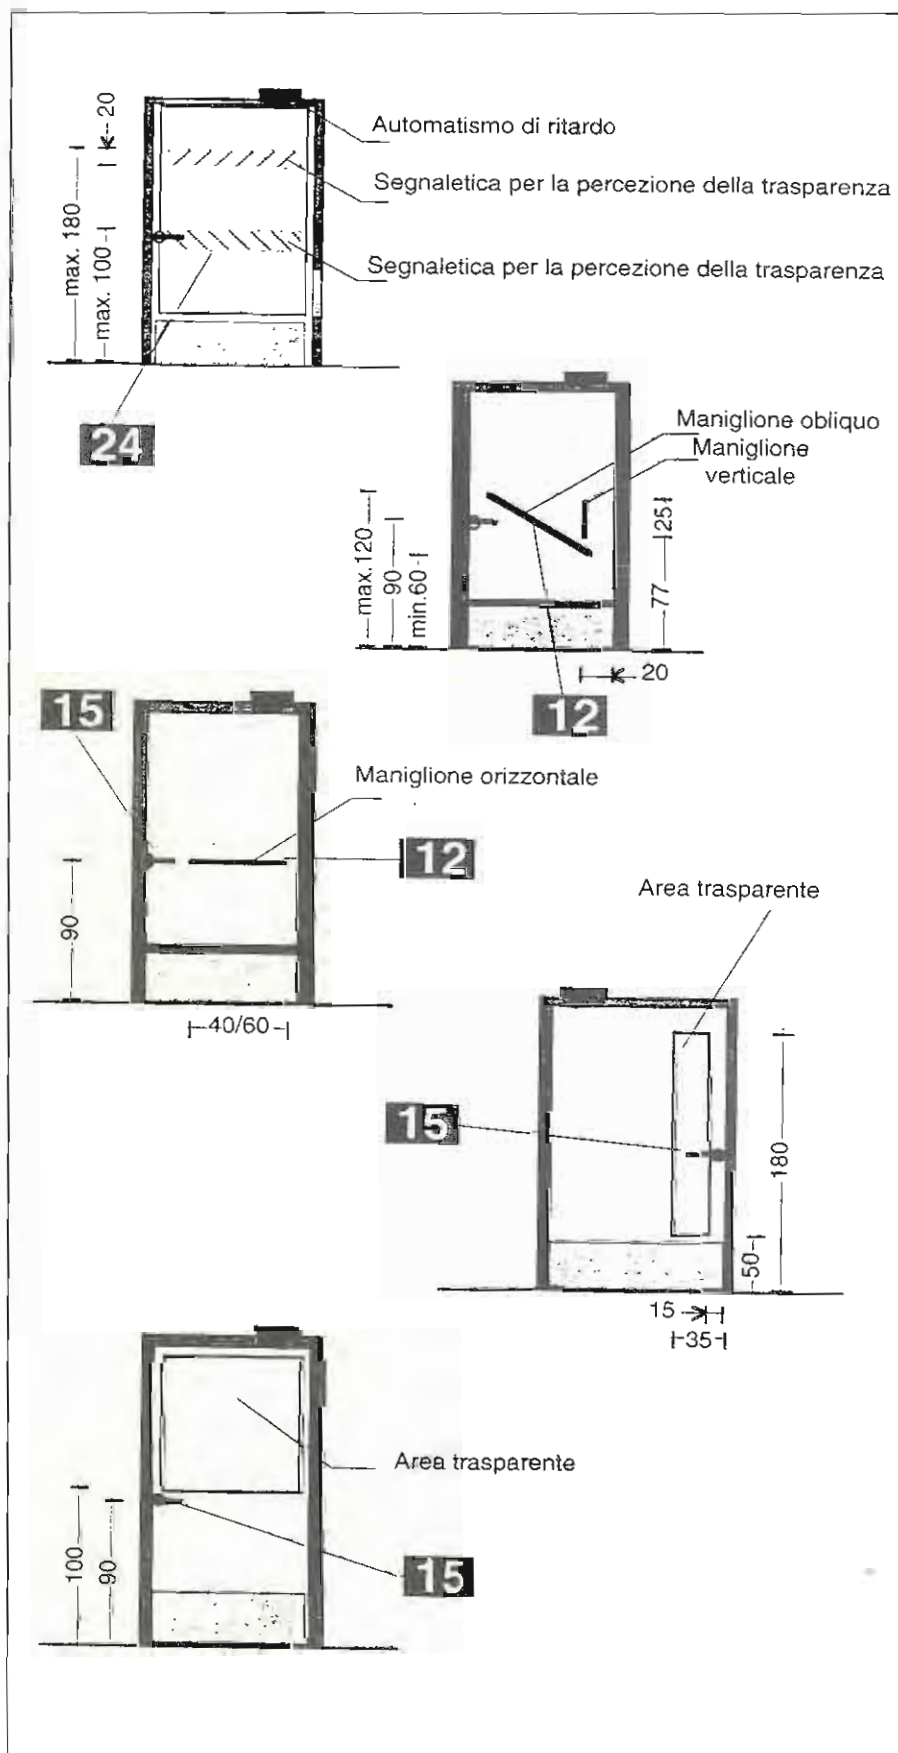 20
Automatismo di ritardo
Segnaletica per la percezione della trasparenza
max. 180
max. 100
Segnaletica per la percezione della trasparenza
24
Maniglione obliquo
Maniglione
verticale
max.120
90
min.60
25
77
20
12
15
Maniglione orizzontale
12
90
40/60
Area trasparente
15
180
50
15
35
Area trasparente
100
90
15